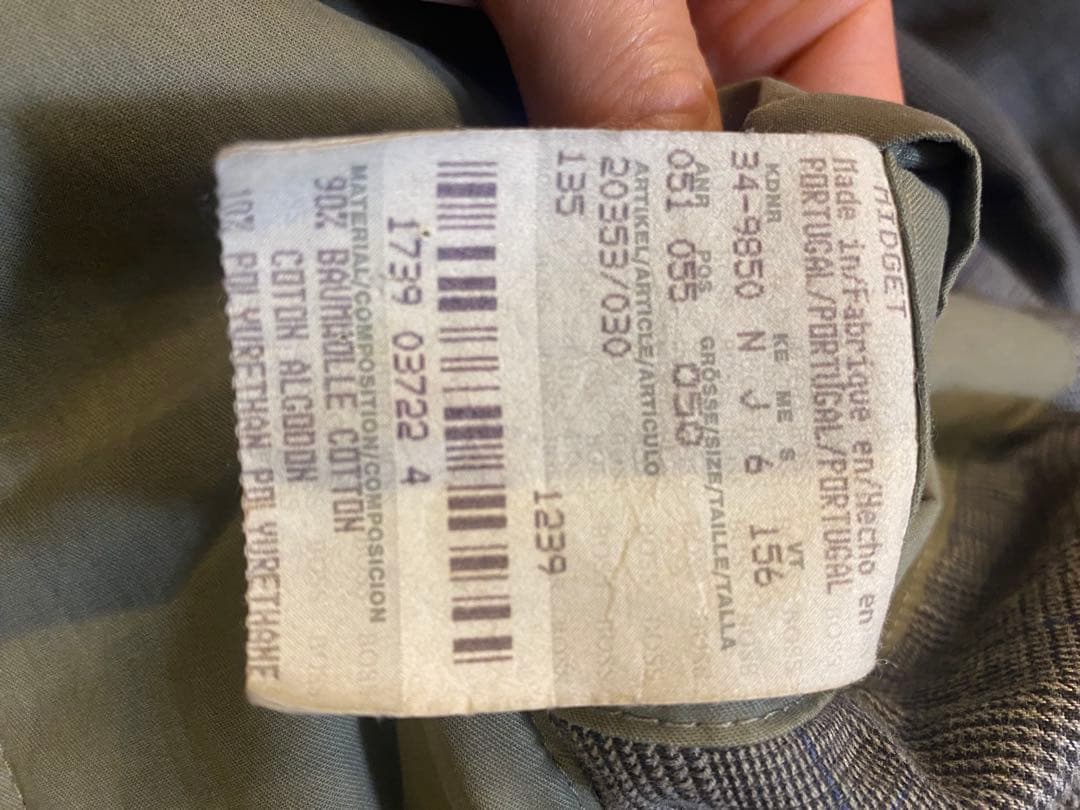 MIDGET
Made in/Fabrique en/Hecho en
PORTUGAL/PORTUGAL/PORTUGAL
KDNR KE ME S VT
34-9850 N J 6 156
ANR POS GRÖSSE/SIZE/TAILLE/TALLA
051 055 056
ARTIKEL/ARTICLE/ARTICULO
20353/030
135 1239
1739 03722 4
MATERIAL/COMPOSITION/COMPOSICION
90% BAUMWOLLE COTTON
COTON ALGODON
10% POLYURETHAN POLYURETHANE